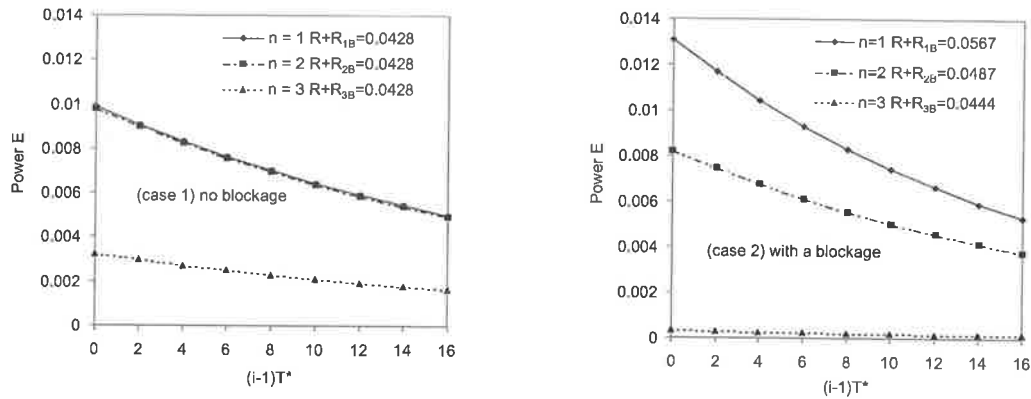 0.014
0.012
0.01
0.008
0.006
0.004
0.002
0
Power E
n = 1 R+R1B=0.0428
n = 2 R+R2B=0.0428
n = 3 R+R3B=0.0428
(case 1) no blockage
0 2 4 6 8 10 12 14 16
(i-1)T*
0.014
0.012
0.01
0.008
0.006
0.004
0.002
0
Power E
n=1 R+R1B=0.0567
n=2 R+R2B=0.0487
n=3 R+R3B=0.0444
(case 2) with a blockage
0 2 4 6 8 10 12 14 16
(i-1)T*